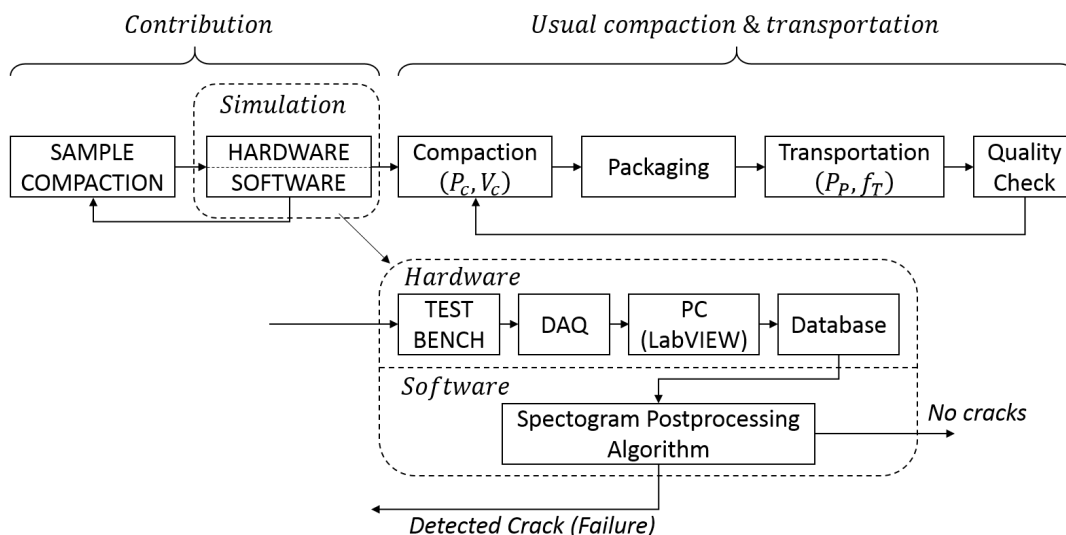 Contribution
Usual compaction & transportation
Simulation
SAMPLE
COMPACTION
HARDWARE
SOFTWARE
Compaction
(P_C, V_C)
Packaging
Transportation
(P_P, f_T)
Quality
Check
Hardware
TEST
BENCH
DAQ
PC
(LabVIEW)
Database
Software
Spectogram Postprocessing
Algorithm
No cracks
Detected Crack (Failure)